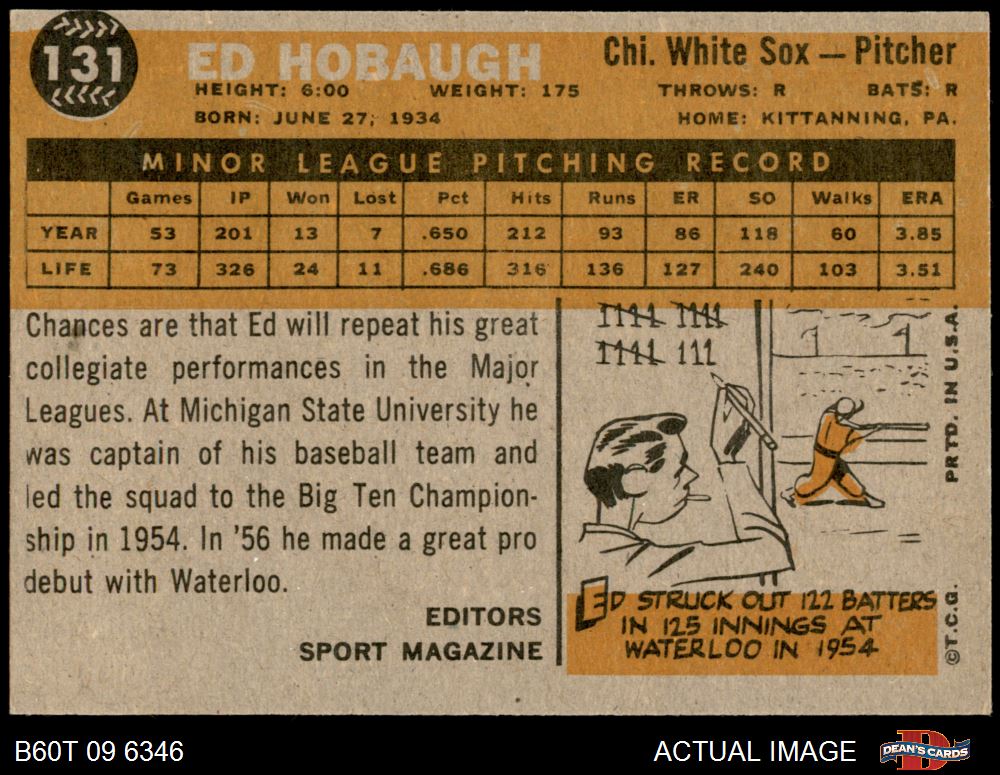 131
ED HOBAUGH
Chi. White Sox — Pitcher
HEIGHT: 6:00 WEIGHT: 175 THROWS: R BATS: R
BORN: JUNE 27, 1934 HOME: KITTANNING, PA.
MINOR LEAGUE PITCHING RECORD
Games IP Won Lost Pct Hits Runs ER SO Walks ERA
YEAR 53 201 13 7 .650 212 93 86 118 60 3.85
LIFE 73 326 24 11 .686 316 136 127 240 103 3.51
Chances are that Ed will repeat his great
collegiate performances in the Major
Leagues. At Michigan State University he
was captain of his baseball team and
led the squad to the Big Ten Champion-
ship in 1954. In '56 he made a great pro
debut with Waterloo.
EDITORS
SPORT MAGAZINE
ED STRUCK OUT 122 BATTERS
IN 125 INNINGS AT
WATERLOO IN 1954
©T.C.G. PRTD. IN U.S.A.
B60T 09 6346
ACTUAL IMAGE
DEAN'S CARDS